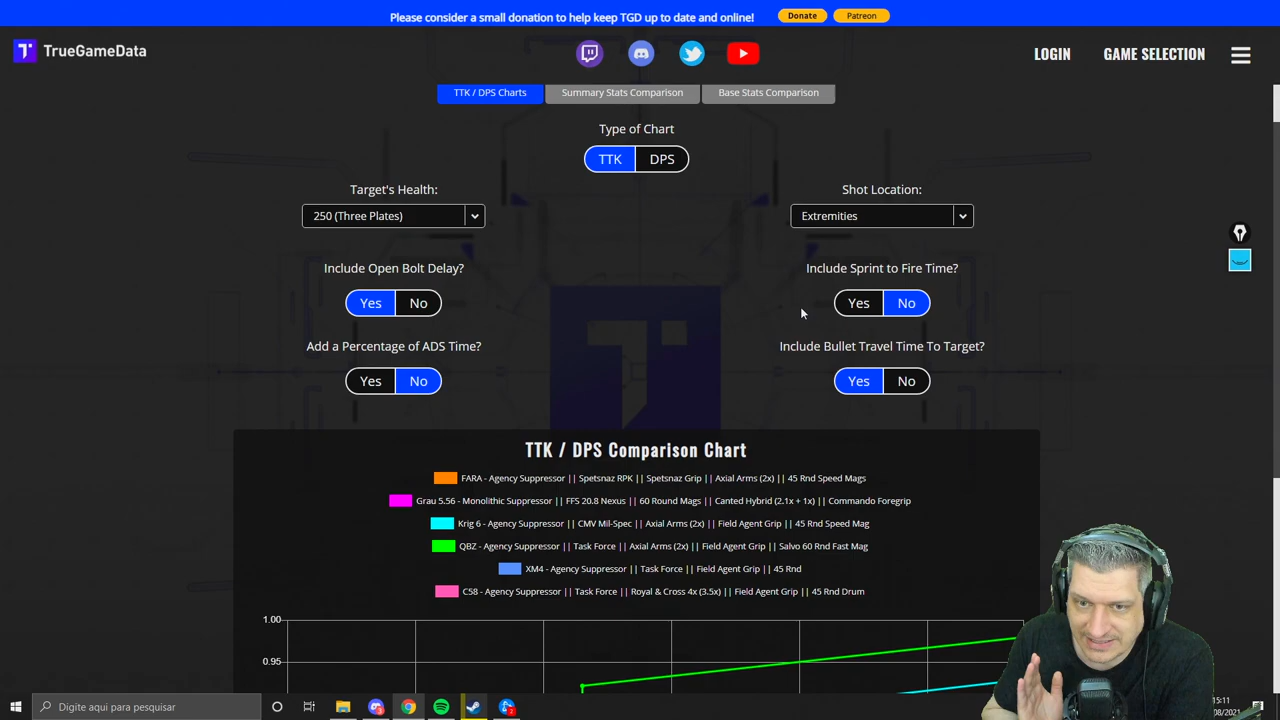 Please consider a small donation to help keep TGD up to date and online! Donate Patreon
TrueGameData LOGIN GAME SELECTION
TTK / DPS Charts Summary Stats Comparison Base Stats Comparison
Type of Chart
TTK DPS
Target's Health: Shot Location:
250 (Three Plates) Extremities
Include Open Bolt Delay? Include Sprint to Fire Time?
Yes No Yes No
Add a Percentage of ADS Time? Include Bullet Travel Time To Target?
Yes No Yes No
TTK / DPS Comparison Chart
FARA - Agency Suppressor || Spetsnaz RPK || Spetsnaz Grip || Axial Arms (2x) || 45 Rnd Speed Mags
Grau 5.56 - Monolithic Suppressor || FFS 20.8 Nexus || 60 Round Mags || Canted Hybrid (2.1x + 1x) || Commando Foregrip
Krig 6 - Agency Suppressor || CMV Mil-Spec || Axial Arms (2x) || Field Agent Grip || 45 Rnd Speed Mag
QBZ - Agency Suppressor || Task Force || Axial Arms (2x) || Field Agent Grip || Salvo 60 Rnd Fast Mag
XM4 - Agency Suppressor || Task Force || Field Agent Grip || 45 Rnd
C58 - Agency Suppressor || Task Force || Royal & Cross 4x (3.5x) || Field Agent Grip || 45 Rnd Drum
1.00
0.95
Digite aqui para pesquisar
15:11
08/2021